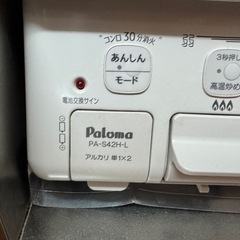 コンロ30分消火
あんしん
モード
3秒押し
高温炒め
電池交換サイン
Paloma
PA-S42H-L
アルカリ 単1×2